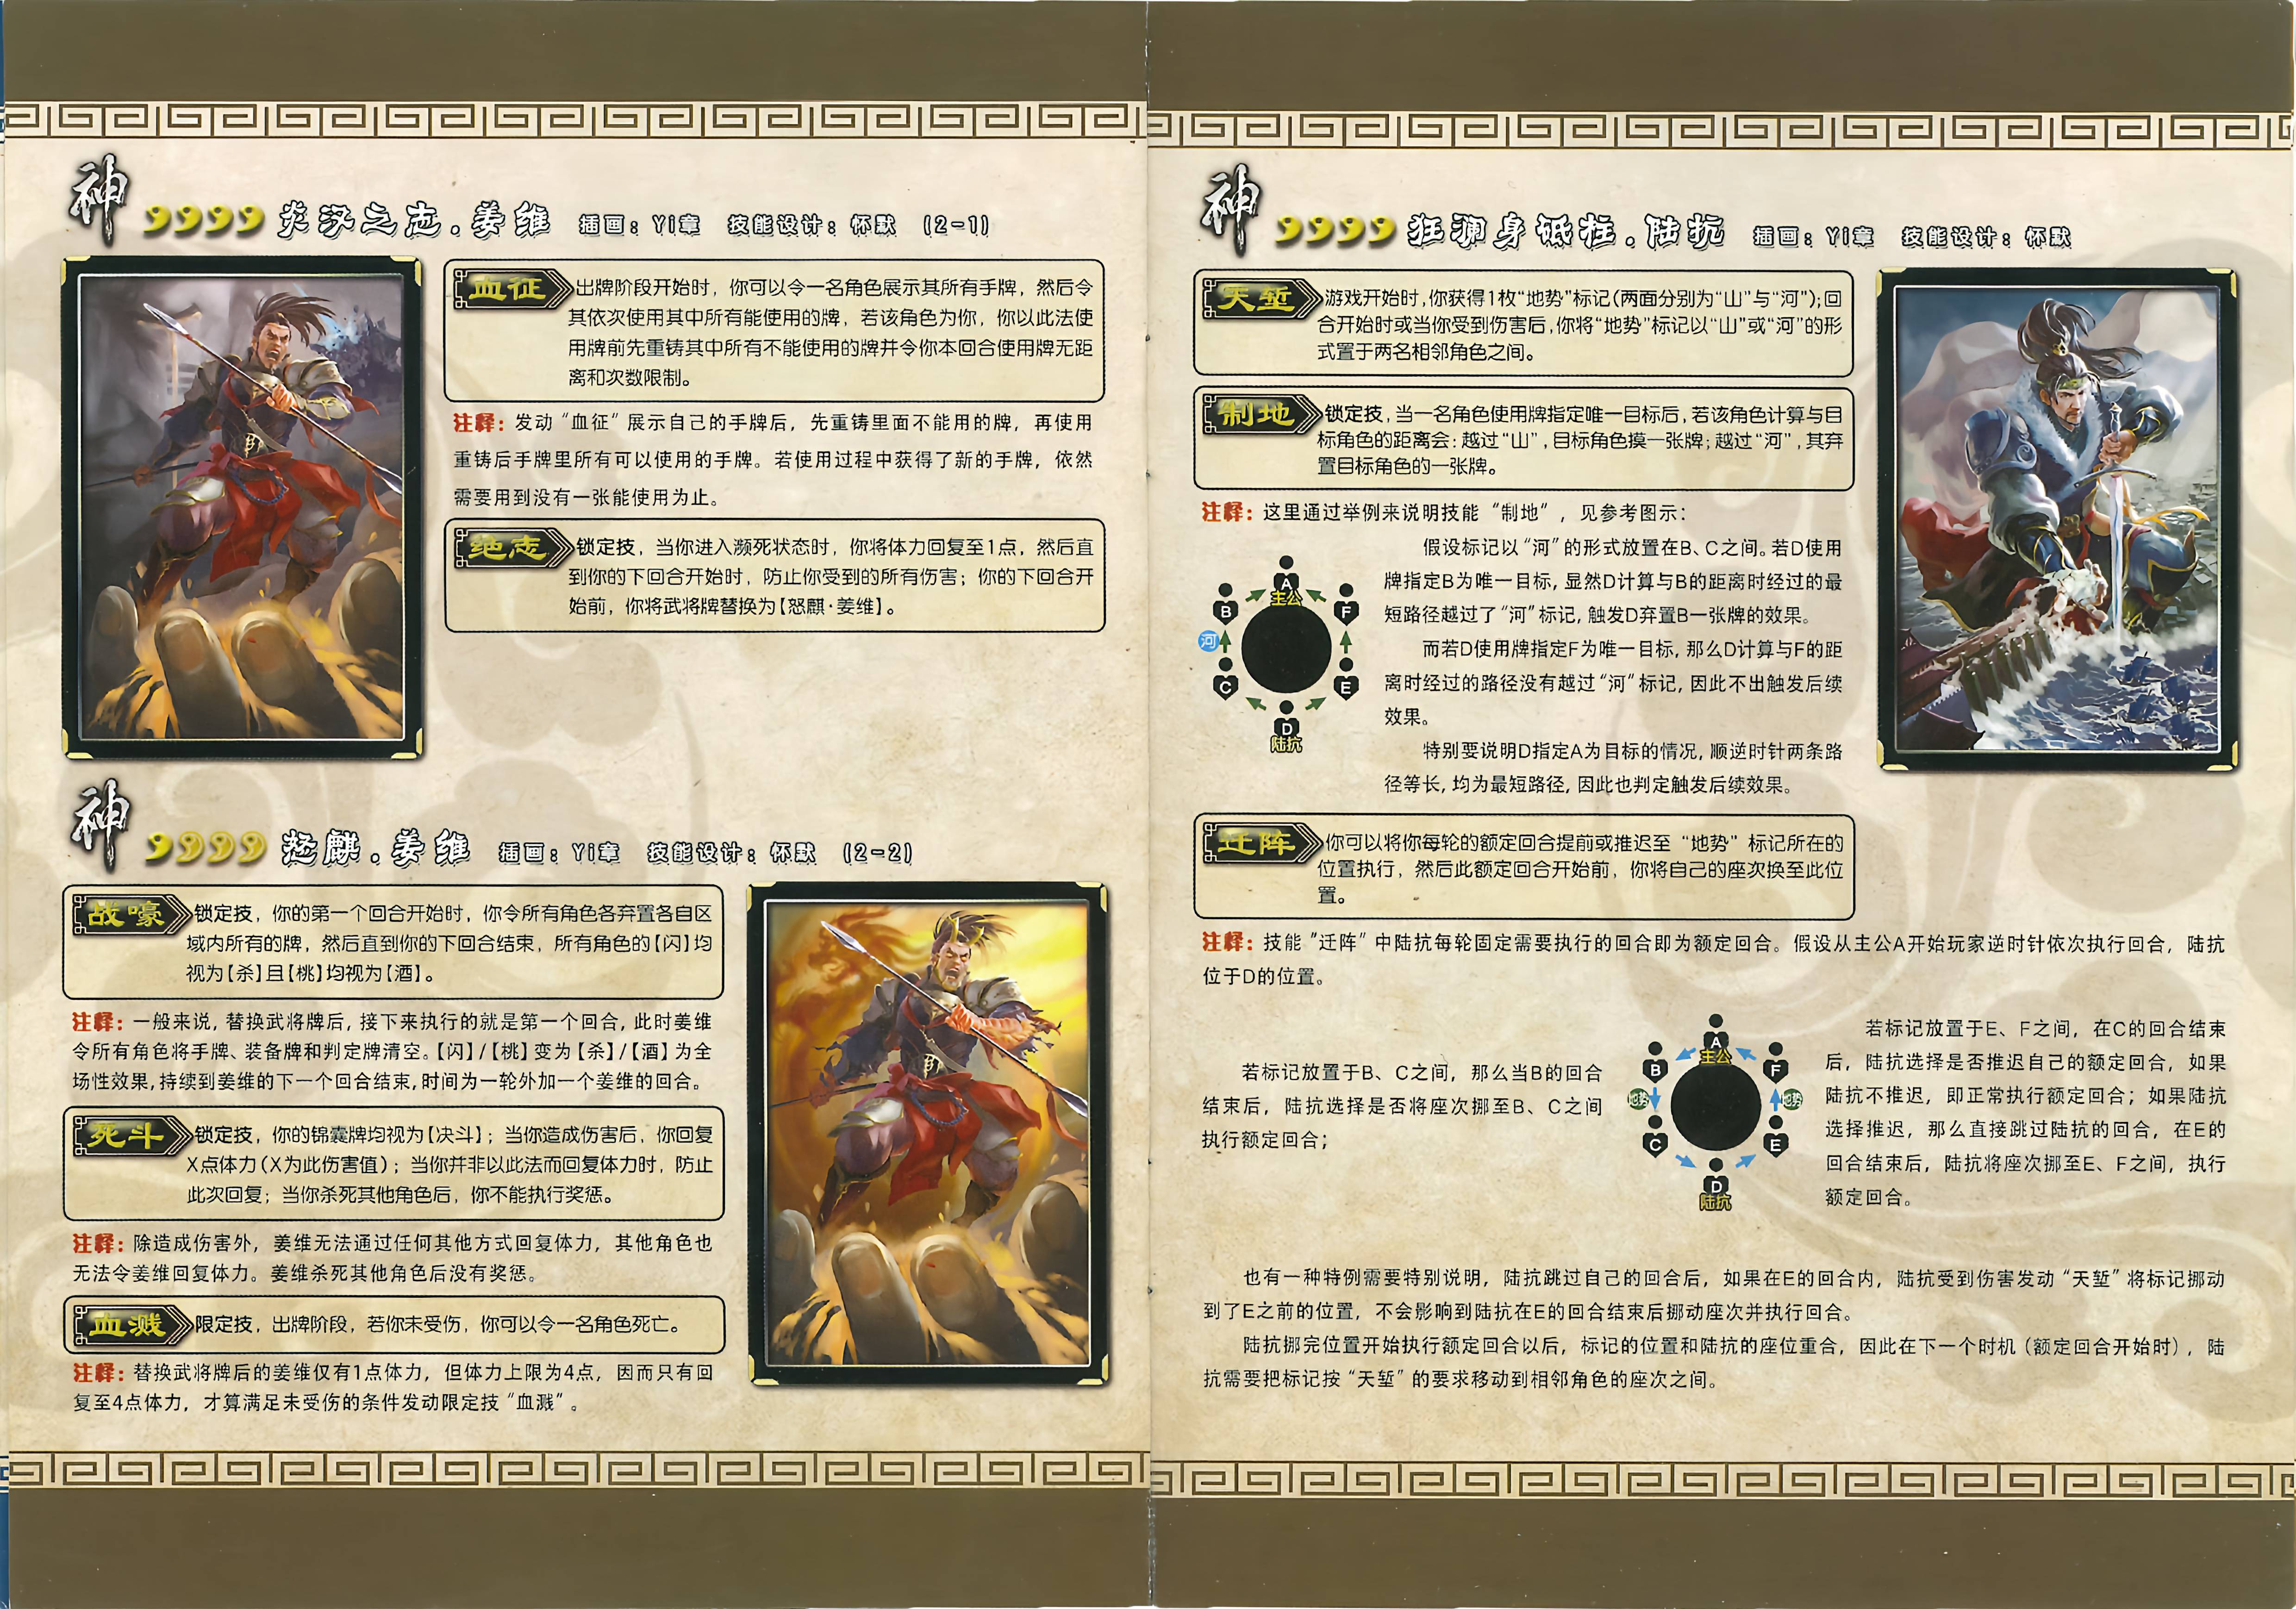 神 炎汉之志.姜维 插画：Yi章 技能设计：怀默 (2-1)
血征 出牌阶段开始时，你可以令一名角色展示其所有手牌，然后令
其依次使用其中所有能使用的牌，若该角色为你，你以此法使
用牌前先重铸其中所有不能使用的牌并令你本回合使用牌无距
离和次数限制。
注释：发动“血征”展示自己的手牌后，先重铸里面不能用的牌，再使用
重铸后手牌里所有可以使用的手牌。若使用过程中获得了新的手牌，依然
需要用到没有一张能使用为止。
绝志 锁定技，当你进入濒死状态时，你将体力回复至1点，然后直
到你的下回合开始时，防止你受到的所有伤害；你的下回合开
始前，你将武将牌替换为【怒麒·姜维】。
神 怒麒.姜维 插画：Yi章 技能设计：怀默 (2-2)
战嚎 锁定技，你的第一个回合开始时，你令所有角色各弃置各自区
域内所有的牌，然后直到你的下回合结束，所有角色的【闪】均
视为【杀】且【桃】均视为【酒】。
注释：一般来说，替换武将牌后，接下来执行的就是第一个回合，此时姜维
令所有角色将手牌、装备牌和判定牌清空。【闪】/【桃】变为【杀】/【酒】为全
场性效果，持续到姜维的下一个回合结束，时间为一轮外加一个姜维的回合。
死斗 锁定技，你的锦囊牌均视为【决斗】；当你造成伤害后，你回复
X点体力（X为此伤害值）；当你并非以此法而回复体力时，防止
此次回复；当你杀死其他角色后，你不能执行奖惩。
注释：除造成伤害外，姜维无法通过任何其他方式回复体力，其他角色也
无法令姜维回复体力。姜维杀死其他角色后没有奖惩。
血溅 限定技，出牌阶段，若你未受伤，你可以令一名角色死亡。
注释：替换武将牌后的姜维仅有1点体力，但体力上限为4点，因而只有回
复至4点体力，才算满足未受伤的条件发动限定技“血溅”。
神 狂澜身砥柱.陆抗 插画：Yi章 技能设计：怀默
天堑 游戏开始时，你获得1枚“地势”标记（两面分别为“山”与“河”）；回
合开始时或当你受到伤害后，你将“地势”标记以“山”或“河”的形
式置于两名相邻角色之间。
制地 锁定技，当一名角色使用牌指定唯一目标后，若该角色计算与目
标角色的距离会：越过“山”，目标角色摸一张牌；越过“河”，其弃
置目标角色的一张牌。
注释：这里通过举例来说明技能“制地”，见参考图示：
A
主公
B
F
河
C
E
D
陆抗
假设标记以“河”的形式放置在B、C之间。若D使用
牌指定B为唯一目标，显然D计算与B的距离时经过的最
短路径越过了“河”标记，触发D弃置B一张牌的效果。
而若D使用牌指定F为唯一目标，那么D计算与F的距
离时经过的路径没有越过“河”标记，因此不出触发后续
效果。
特别要说明D指定A为目标的情况，顺逆时针两条路
径等长，均为最短路径，因此也判定触发后续效果。
迁阵 你可以将你每轮的额定回合提前或推迟至“地势”标记所在的
位置执行，然后此额定回合开始前，你将自己的座次换至此位
置。
注释：技能“迁阵”中陆抗每轮固定需要执行的回合即为额定回合。假设从主公A开始玩家逆时针依次执行回合，陆抗
位于D的位置。
若标记放置于B、C之间，那么当B的回合
结束后，陆抗选择是否将座次挪至B、C之间
执行额定回合；
A
主公
B
F
地势
地势
C
E
D
陆抗
若标记放置于E、F之间，在C的回合结束
后，陆抗选择是否推迟自己的额定回合，如果
陆抗不推迟，即正常执行额定回合；如果陆抗
选择推迟，那么直接跳过陆抗的回合，在E的
回合结束后，陆抗将座次挪至E、F之间，执行
额定回合。
也有一种特例需要特别说明，陆抗跳过自己的回合后，如果在E的回合内，陆抗受到伤害发动“天堑”将标记挪动
到了E之前的位置，不会影响到陆抗在E的回合结束后挪动座次并执行回合。
陆抗挪完位置开始执行额定回合以后，标记的位置和陆抗的座位重合，因此在下一个时机（额定回合开始时），陆
抗需要把标记按“天堑”的要求移动到相邻角色的座次之间。